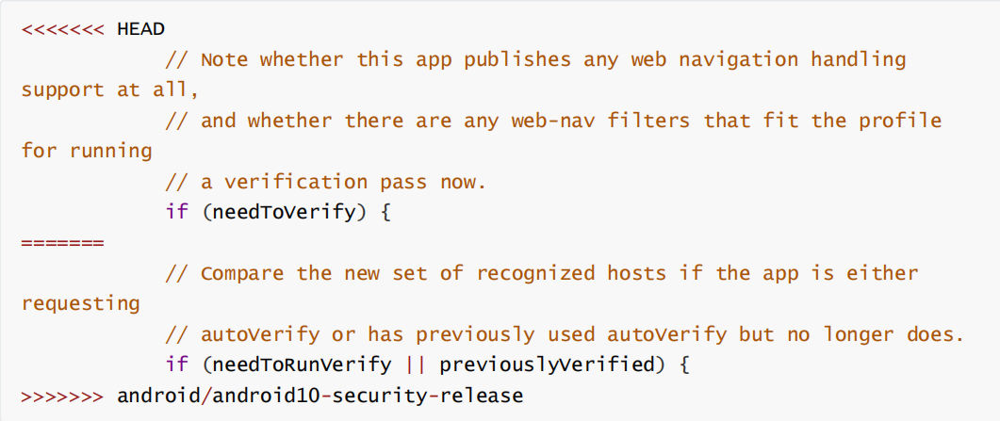 <<<<<<< HEAD
            // Note whether this app publishes any web navigation handling
support at all,
            // and whether there are any web-nav filters that fit the profile
for running
            // a verification pass now.
            if (needToVerify) {
=======
            // Compare the new set of recognized hosts if the app is either
requesting
            // autoVerify or has previously used autoVerify but no longer does.
            if (needToRunVerify || previouslyVerified) {
>>>>>>> android/android10-security-release